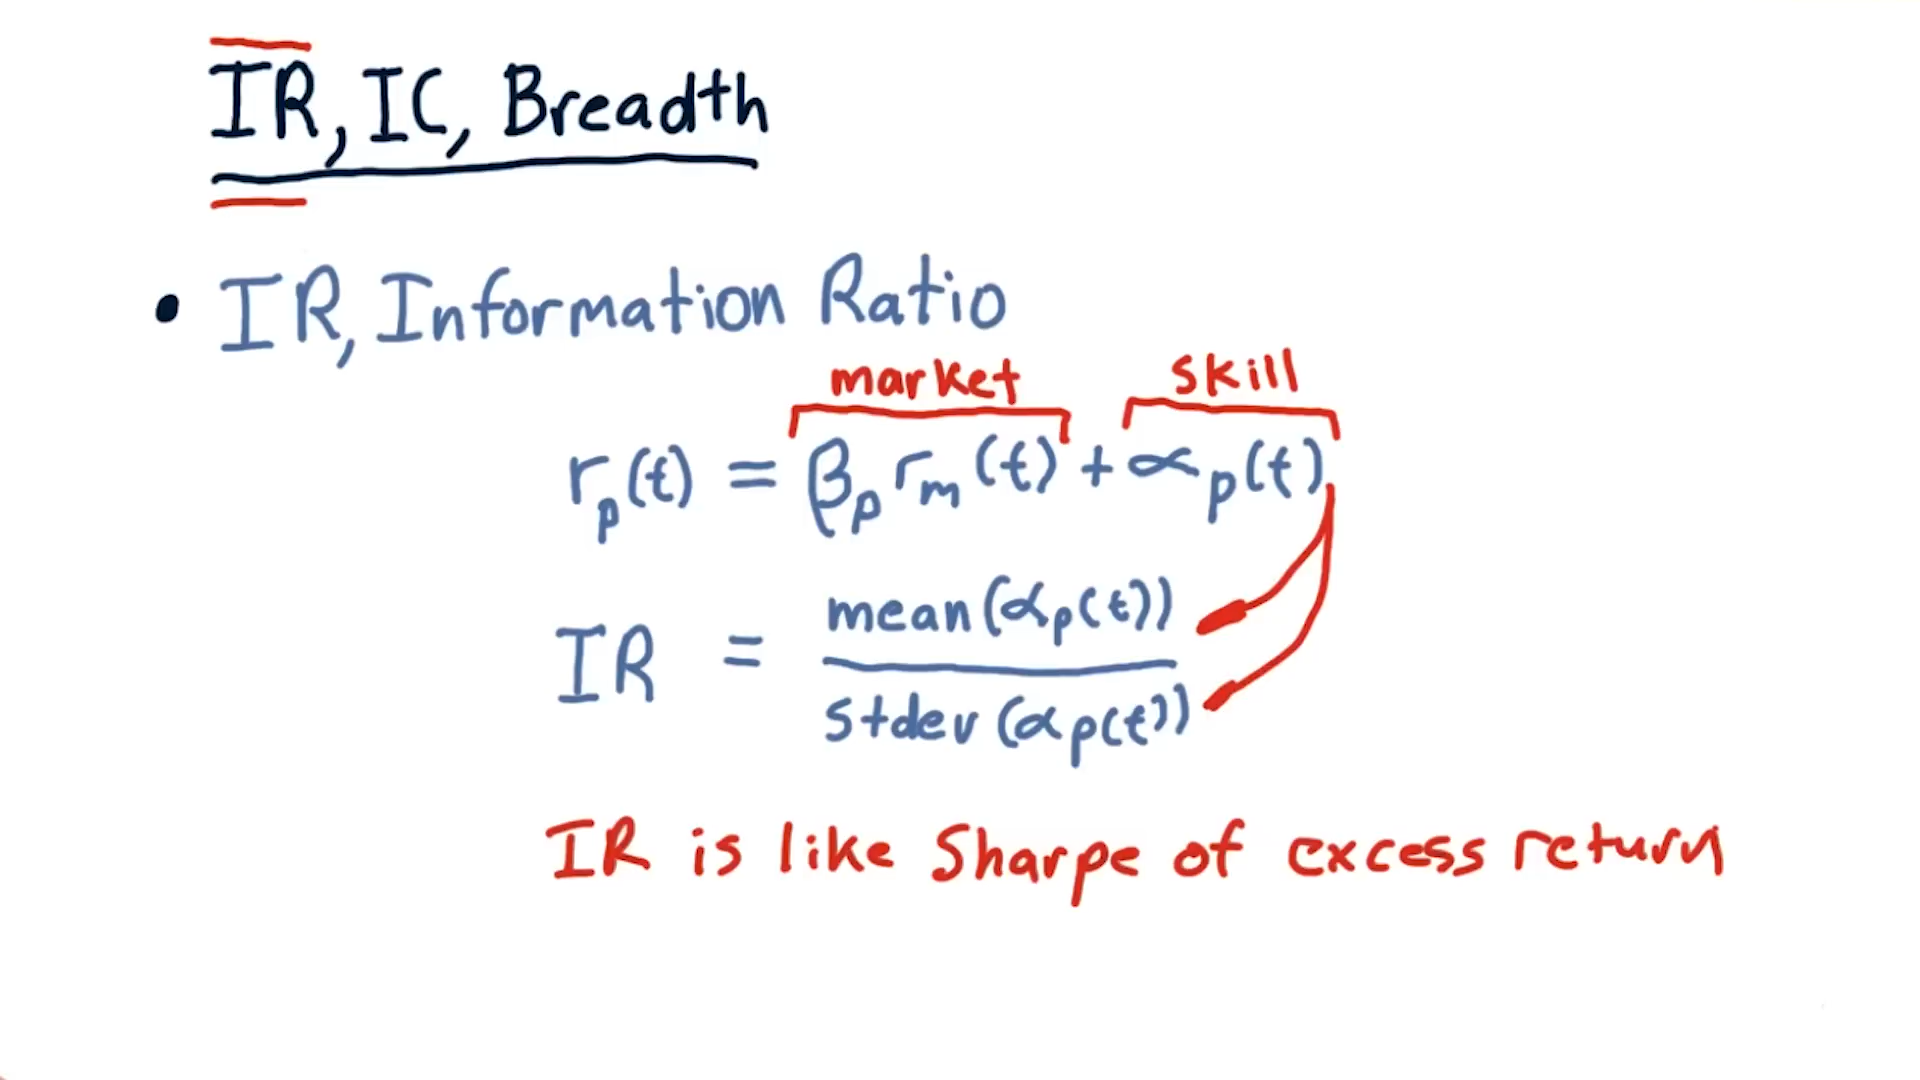 IR, IC, Breadth
• IR, Information Ratio
market skill
rₚ(t) = βₚ rₘ(t) + αₚ(t)
mean(αₚ(t))
IR =
stdev(αₚ(t))
IR is like Sharpe of excess return